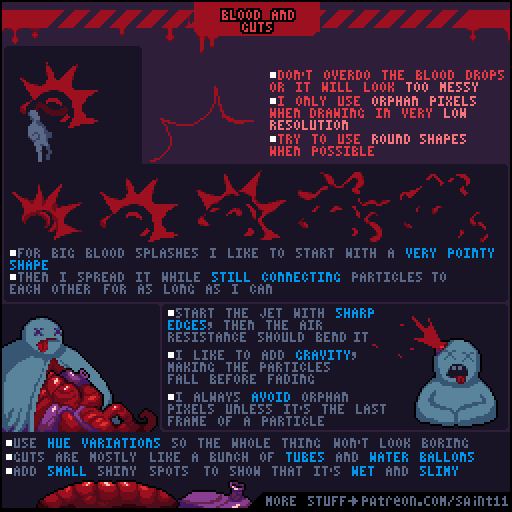 BLOOD AND
GUTS
DON'T OVERDO THE BLOOD DROPS
OR IT WILL LOOK TOO MESSY
I ONLY USE ORPHAN PIXELS
WHEN DRAWING IN VERY LOW
RESOLUTION
TRY TO USE ROUND SHAPES
WHEN POSSIBLE
FOR BIG BLOOD SPLASHES I LIKE TO START WITH A VERY POINTY
SHAPE
THEN I SPREAD IT WHILE STILL CONNECTING PARTICLES TO
EACH OTHER FOR AS LONG AS I CAN
START THE JET WITH SHARP
EDGES, THEN THE AIR
RESISTANCE SHOULD BEND IT
I LIKE TO ADD GRAVITY,
MAKING THE PARTICLES
FALL BEFORE FADING
I ALWAYS AVOID ORPHAN
PIXELS UNLESS IT'S THE LAST
FRAME OF A PARTICLE
USE HUE VARIATIONS SO THE WHOLE THING WON'T LOOK BORING
GUTS ARE MOSTLY LIKE A BUNCH OF TUBES AND WATER BALLONS
ADD SMALL SHINY SPOTS TO SHOW THAT IT'S WET AND SLIMY
MORE STUFF→PATREON.COM/SAINT11